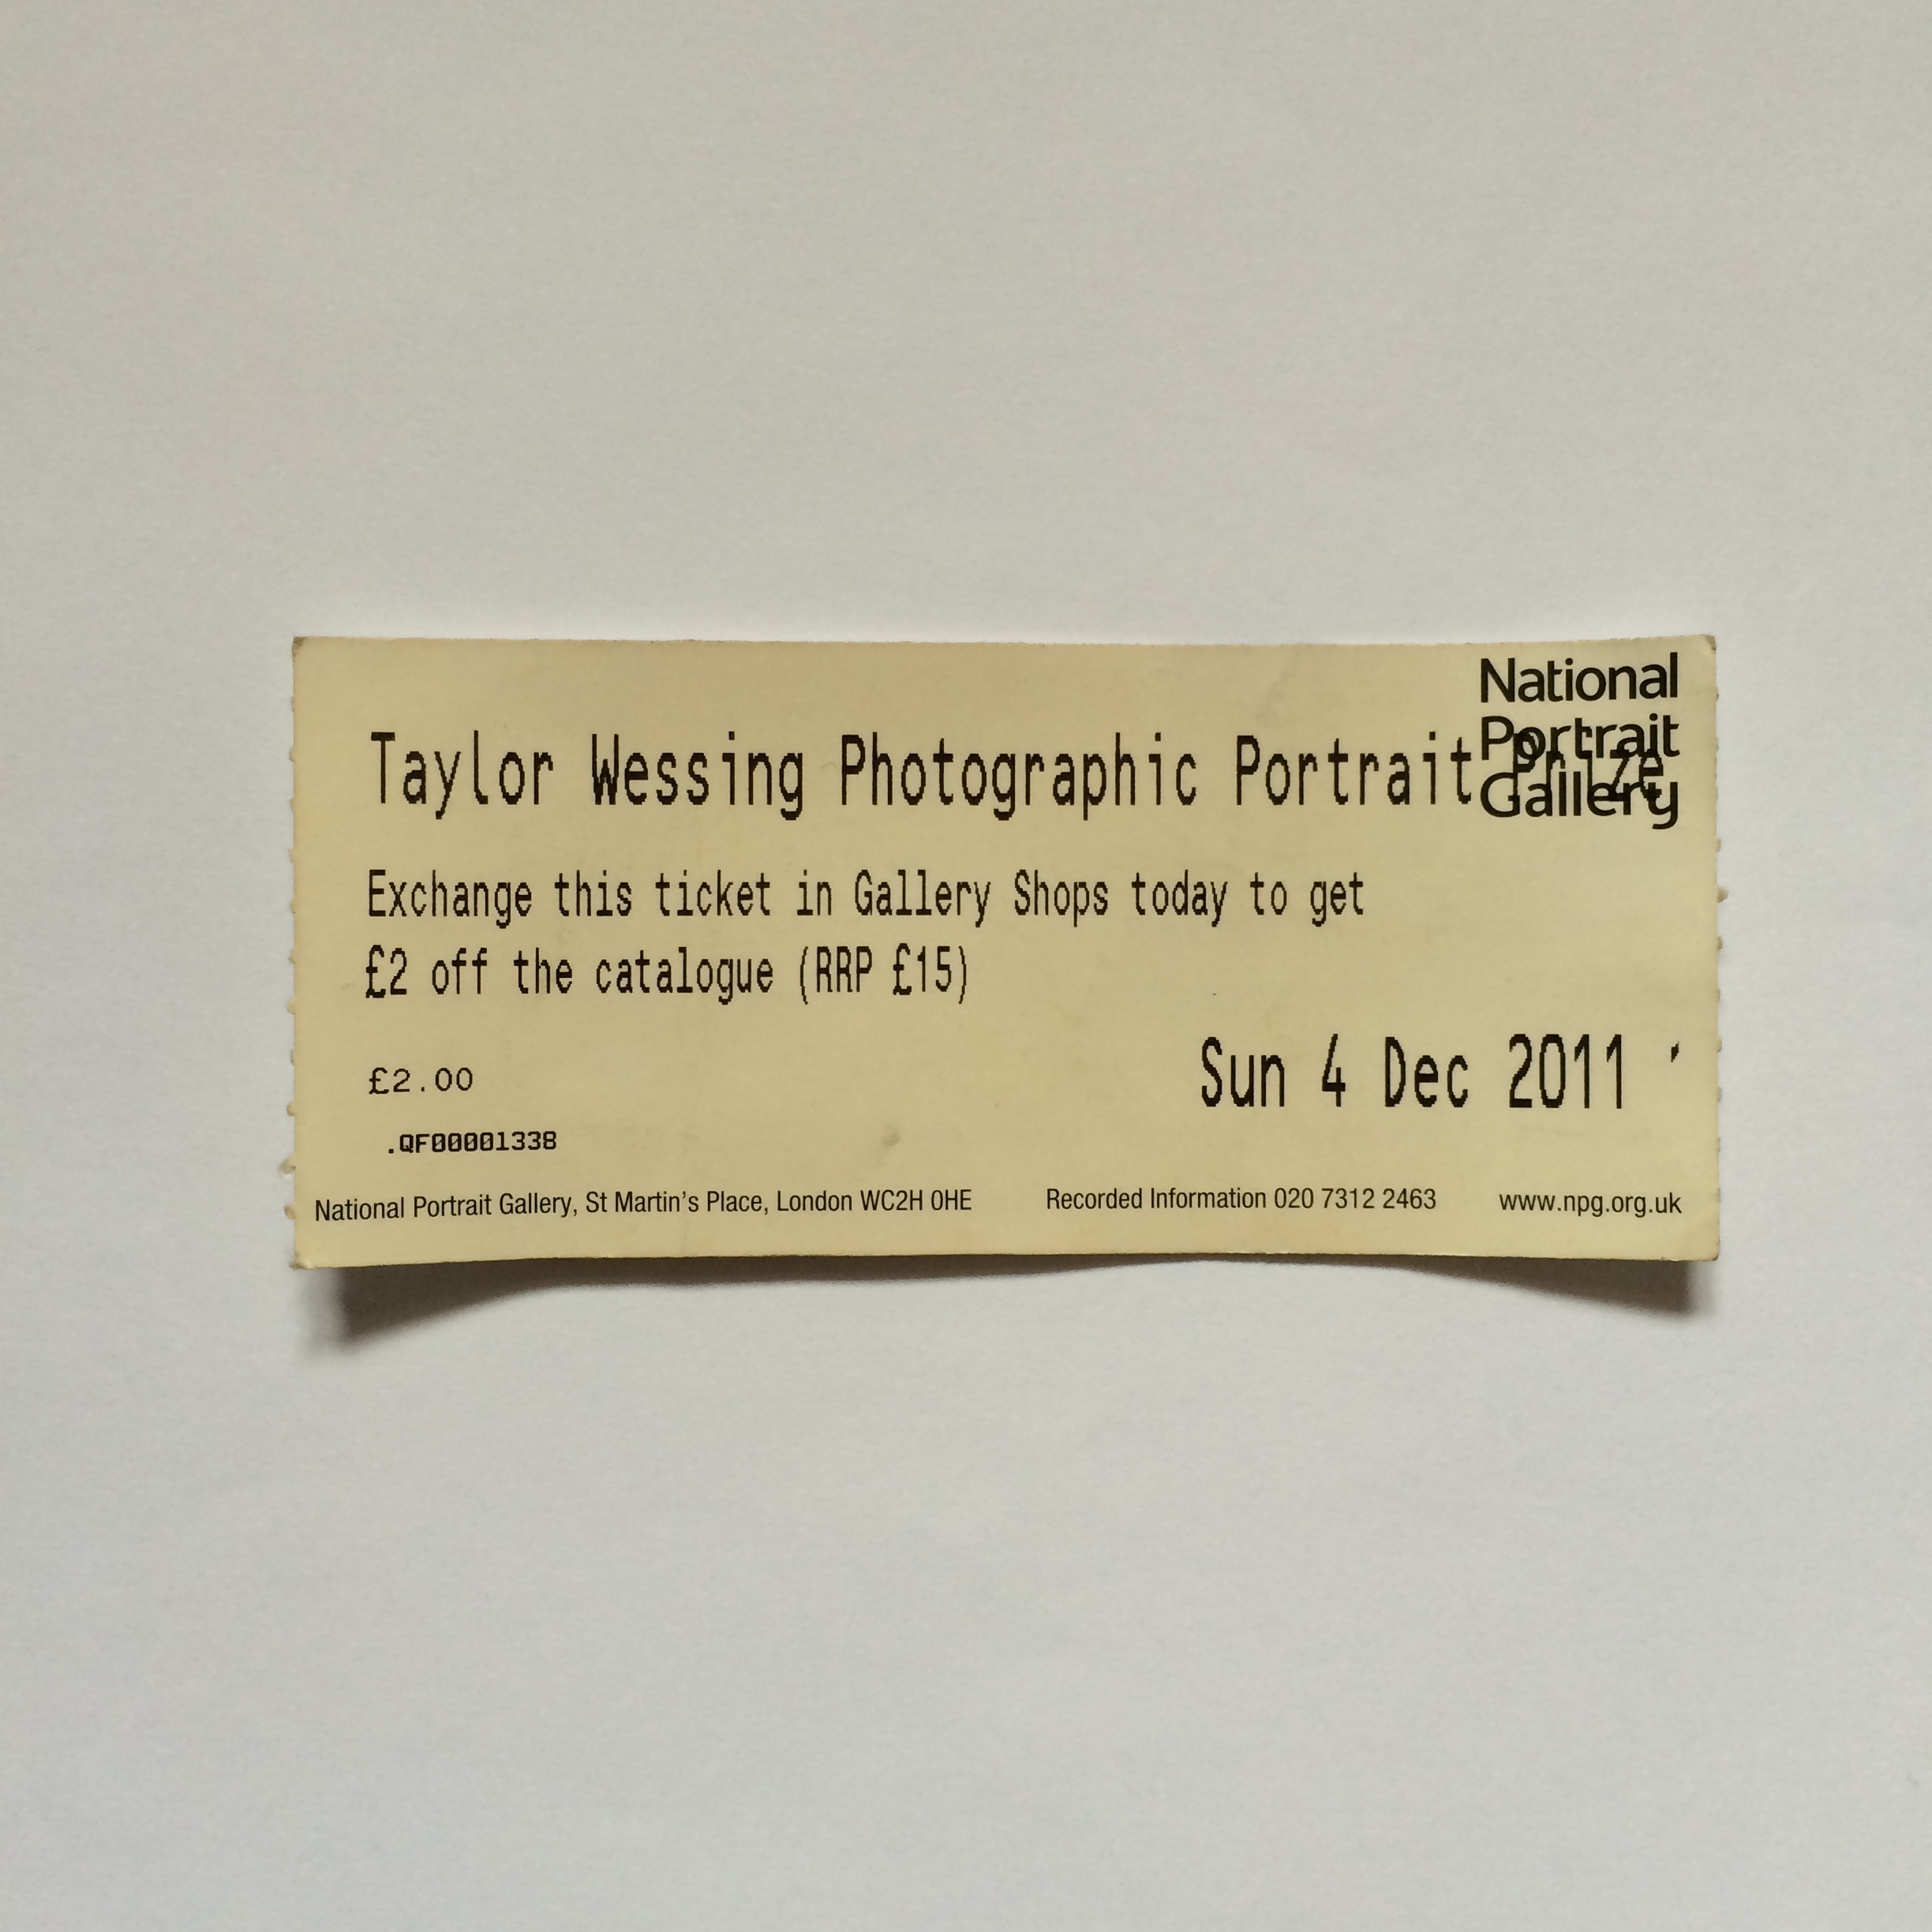 National
Portrait
Gallery
Taylor Wessing Photographic Portrait Prize
Exchange this ticket in Gallery Shops today to get
£2 off the catalogue (RRP £15)
Sun 4 Dec 2011
£2.00
.QF00001338
National Portrait Gallery, St Martin’s Place, London WC2H 0HE Recorded Information 020 7312 2463 www.npg.org.uk